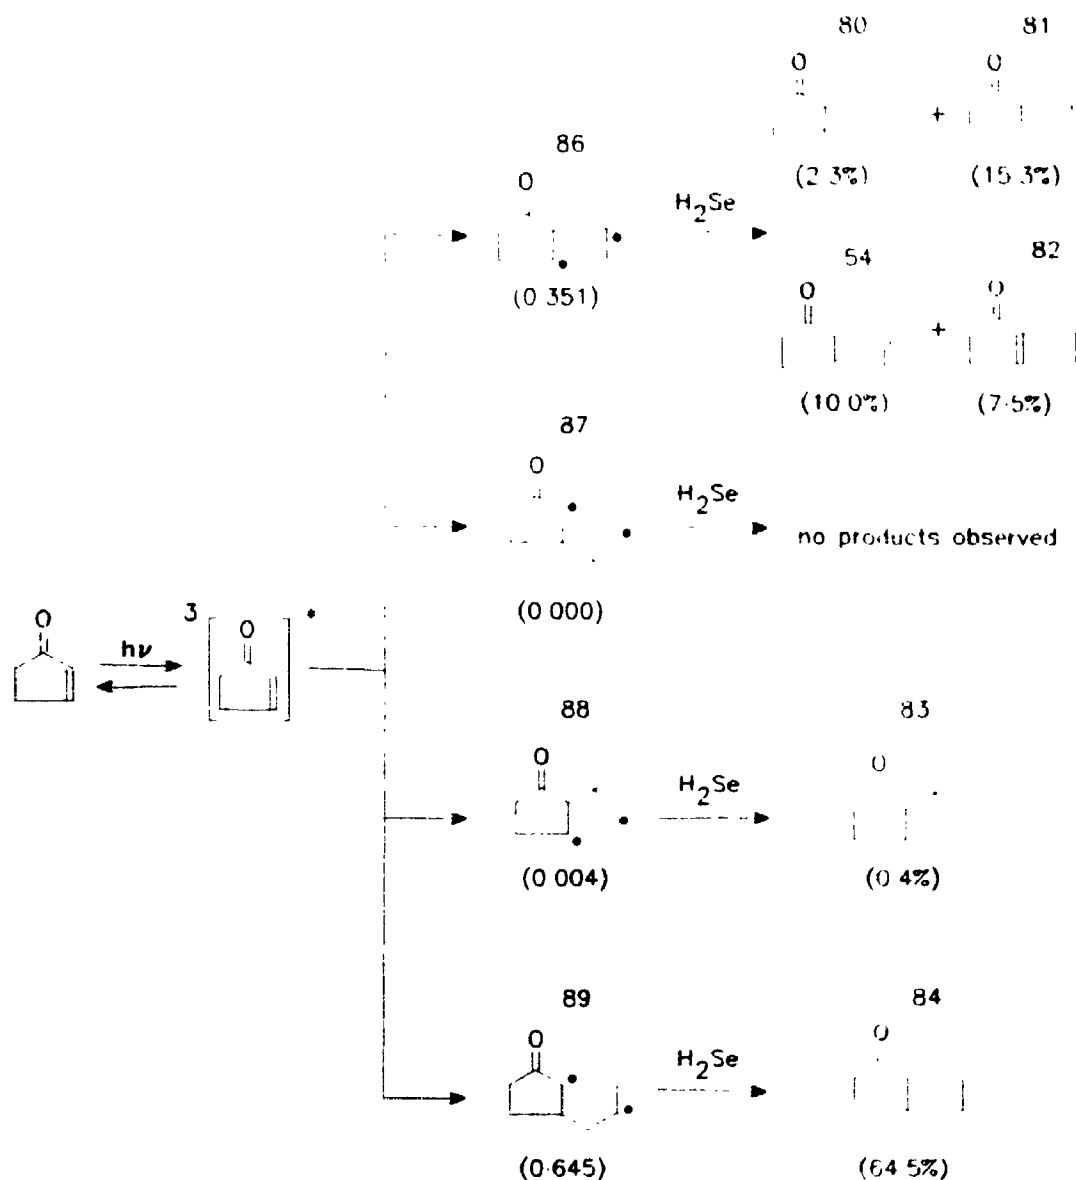 80 81
O O
+
(2 3%) (15 3%)
86
O
H2Se
(0 351)
54 82
O O
+
(10 0%) (7·5%)
87
O
H2Se
no products observed
(0 000)
O
hν
3 O *
88
O
H2Se
83
O
(0 004) (0 4%)
89
O
H2Se
84
O
(0·645) (64 5%)